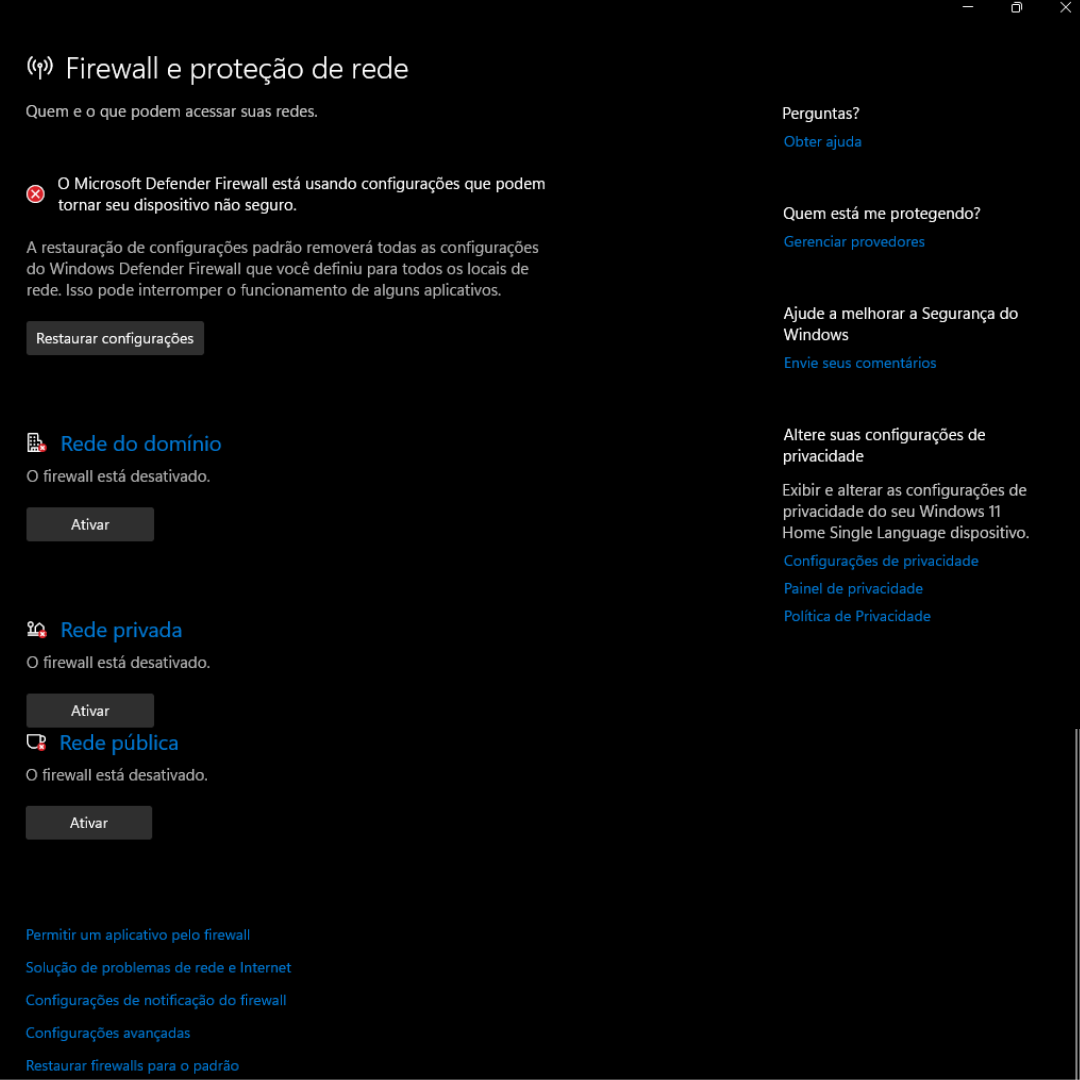 Firewall e proteção de rede
Quem e o que podem acessar suas redes.
O Microsoft Defender Firewall está usando configurações que podem
tornar seu dispositivo não seguro.
A restauração de configurações padrão removerá todas as configurações
do Windows Defender Firewall que você definiu para todos os locais de
rede. Isso pode interromper o funcionamento de alguns aplicativos.
Restaurar configurações
Rede do domínio
O firewall está desativado.
Ativar
Rede privada
O firewall está desativado.
Ativar
Rede pública
O firewall está desativado.
Ativar
Permitir um aplicativo pelo firewall
Solução de problemas de rede e Internet
Configurações de notificação do firewall
Configurações avançadas
Restaurar firewalls para o padrão
Perguntas?
Obter ajuda
Quem está me protegendo?
Gerenciar provedores
Ajude a melhorar a Segurança do
Windows
Envie seus comentários
Altere suas configurações de
privacidade
Exibir e alterar as configurações de
privacidade do seu Windows 11
Home Single Language dispositivo.
Configurações de privacidade
Painel de privacidade
Política de Privacidade